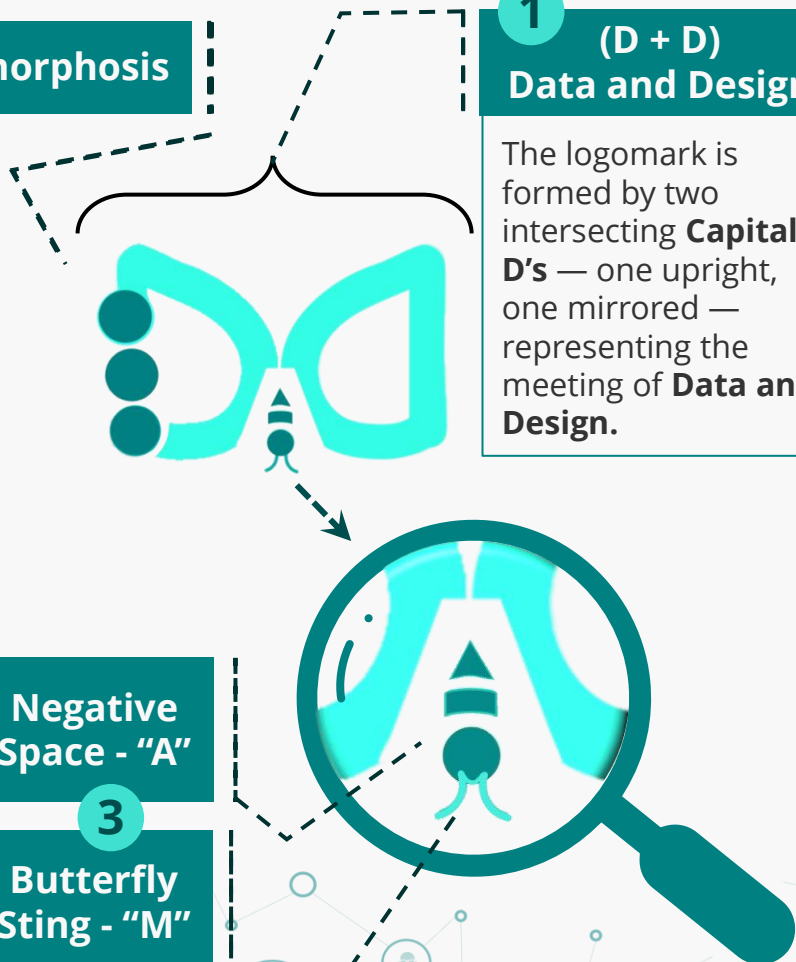 morphosis
1
(D + D)
Data and Design
The logomark is
formed by two
intersecting Capital
D’s — one upright,
one mirrored —
representing the
meeting of Data an
Design.
Negative
Space - “A”
3
Butterfly
Sting - “M”